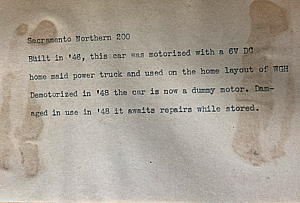 Sacramento Northern 200
Built in '46, this car was motorized with a 6V DC
home maid power truck and used on the home layout of WGH
Demotorized in '48 the car is now a dummy motor. Dam-
aged in use in '48 it awaits repairs while stored.